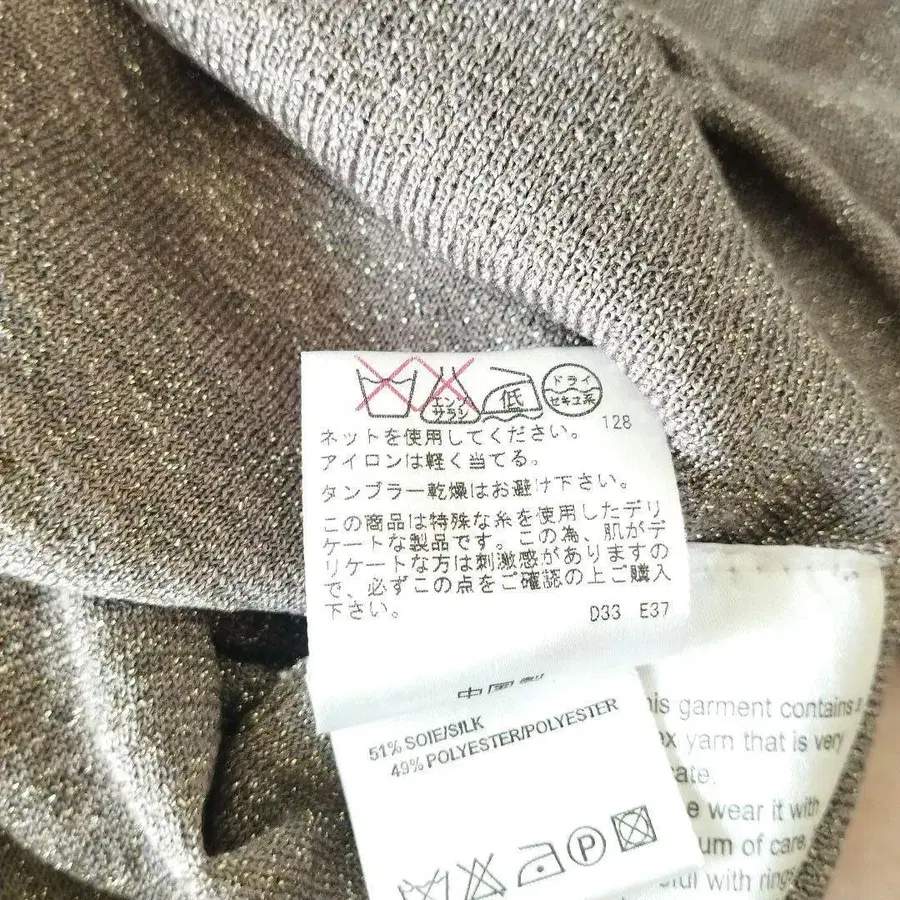 エンソ
サラシ
低
ドライ
セキユ系
ネットを使用してください。 128
アイロンは軽く当てる。
タンブラー乾燥はお避け下さい。
この商品は特殊な糸を使用したデリ
ケートな製品です。この為、肌がデ
リケートな方は刺激感がありますの
で、必ずこの点をご確認の上ご購入
下さい。 D33 E37
中国製
51% SOIE/SILK
49% POLYESTER/POLYESTER
P
garment contains a
yarn that is very
wear it with
of care
with rings